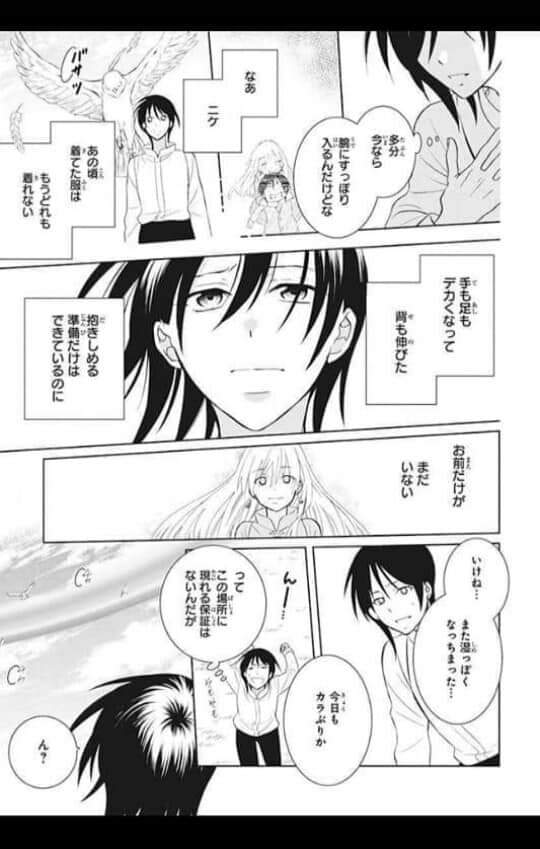 多分
今なら
腕にすっぽり
入るんだけどな
なあ
ニケ
バサッ
あの頃
着てた服は
もうどれも
着れない
手も足も
デカくなって
背も伸びた
抱きしめる
準備だけは
できているのに
お前だけが
まだ
いない
いけね…
また湿っぽく
なっちまった…
んー…
って
この場所に
現れる保証は
ないんだが
今日も
カラぶりか
ん?